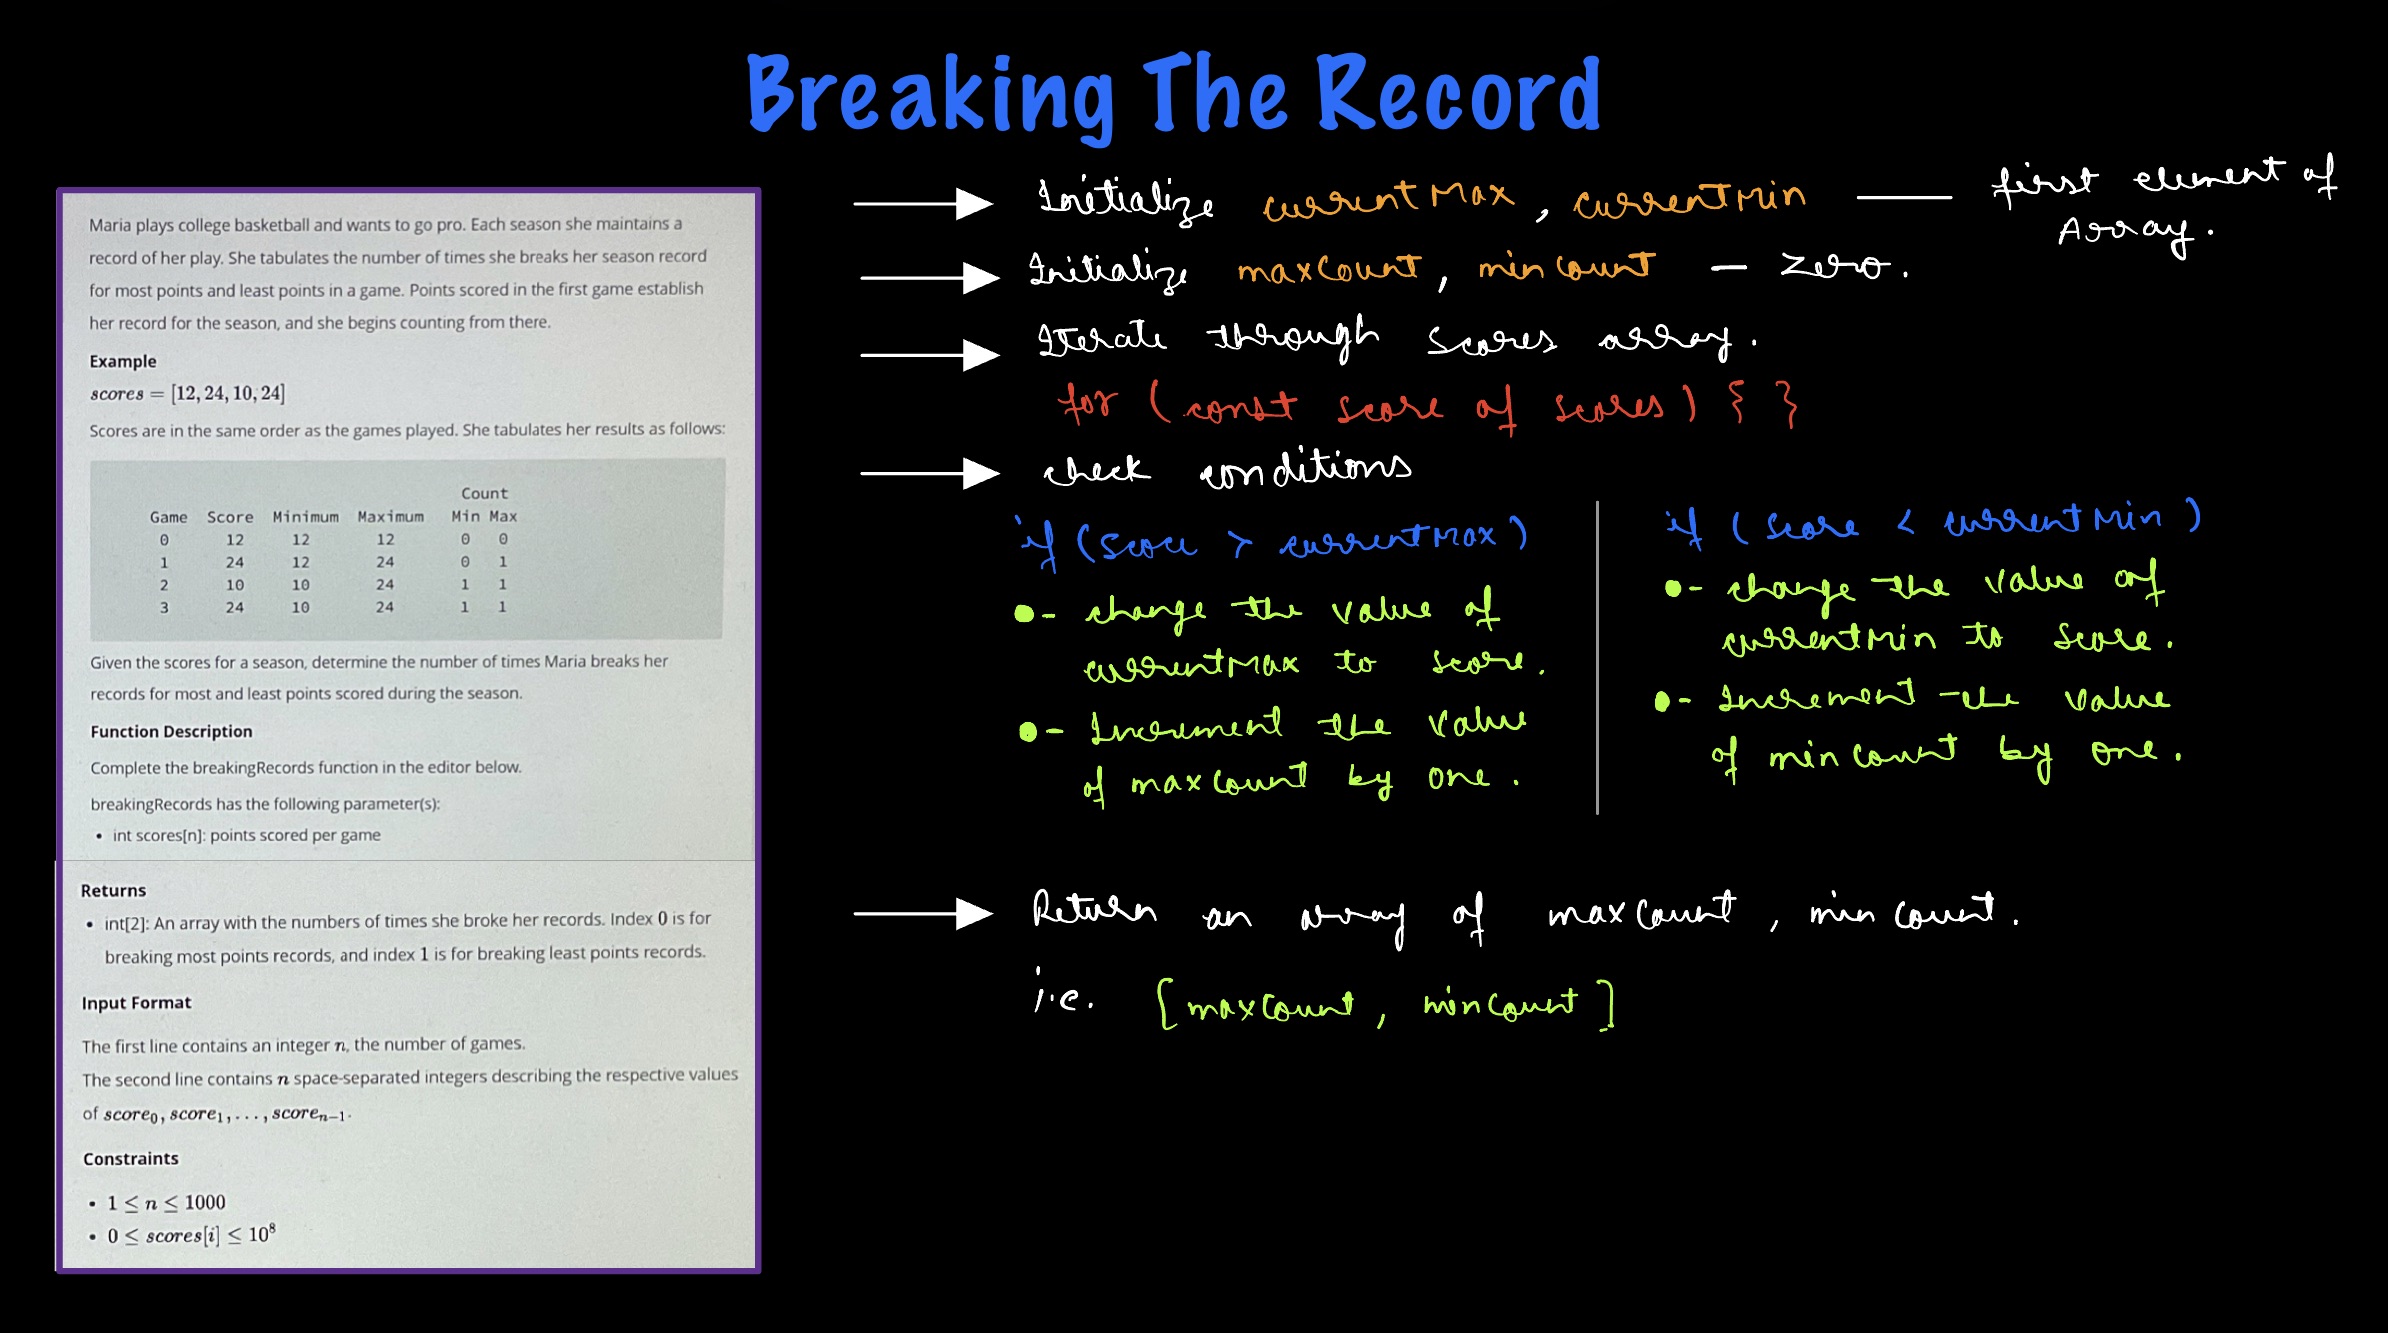 Breaking The Record
Maria plays college basketball and wants to go pro. Each season she maintains a
record of her play. She tabulates the number of times she breaks her season record
for most points and least points in a game. Points scored in the first game establish
her record for the season, and she begins counting from there.
Example
scores = [12, 24, 10, 24]
Scores are in the same order as the games played. She tabulates her results as follows:
Count
Game Score Minimum Maximum Min Max
0 12 12 12 0 0
1 24 12 24 0 1
2 10 10 24 1 1
3 24 10 24 1 1
Given the scores for a season, determine the number of times Maria breaks her
records for most and least points scored during the season.
Function Description
Complete the breakingRecords function in the editor below.
breakingRecords has the following parameter(s):
• int scores[n]: points scored per game
Returns
• int[2]: An array with the numbers of times she broke her records. Index 0 is for
breaking most points records, and index 1 is for breaking least points records.
Input Format
The first line contains an integer n, the number of games.
The second line contains n space-separated integers describing the respective values
of score₀, score₁, . . . , scoreₙ₋₁.
Constraints
• 1 ≤ n ≤ 1000
• 0 ≤ scores[i] ≤ 10⁸
Initialize currentMax, currentMin — first element of
Array.
Initialize maxCount, minCount — zero.
Iterate through scores array.
for (const score of scores) { }
check conditions
if (score > currentMax)
- change the value of
currentMax to score.
- Increment the value
of maxCount by one.
if (score < currentMin)
- change the value of
currentMin to score.
- Increment the value
of minCount by one.
Return an array of maxCount, minCount.
i.e. [maxCount, minCount]